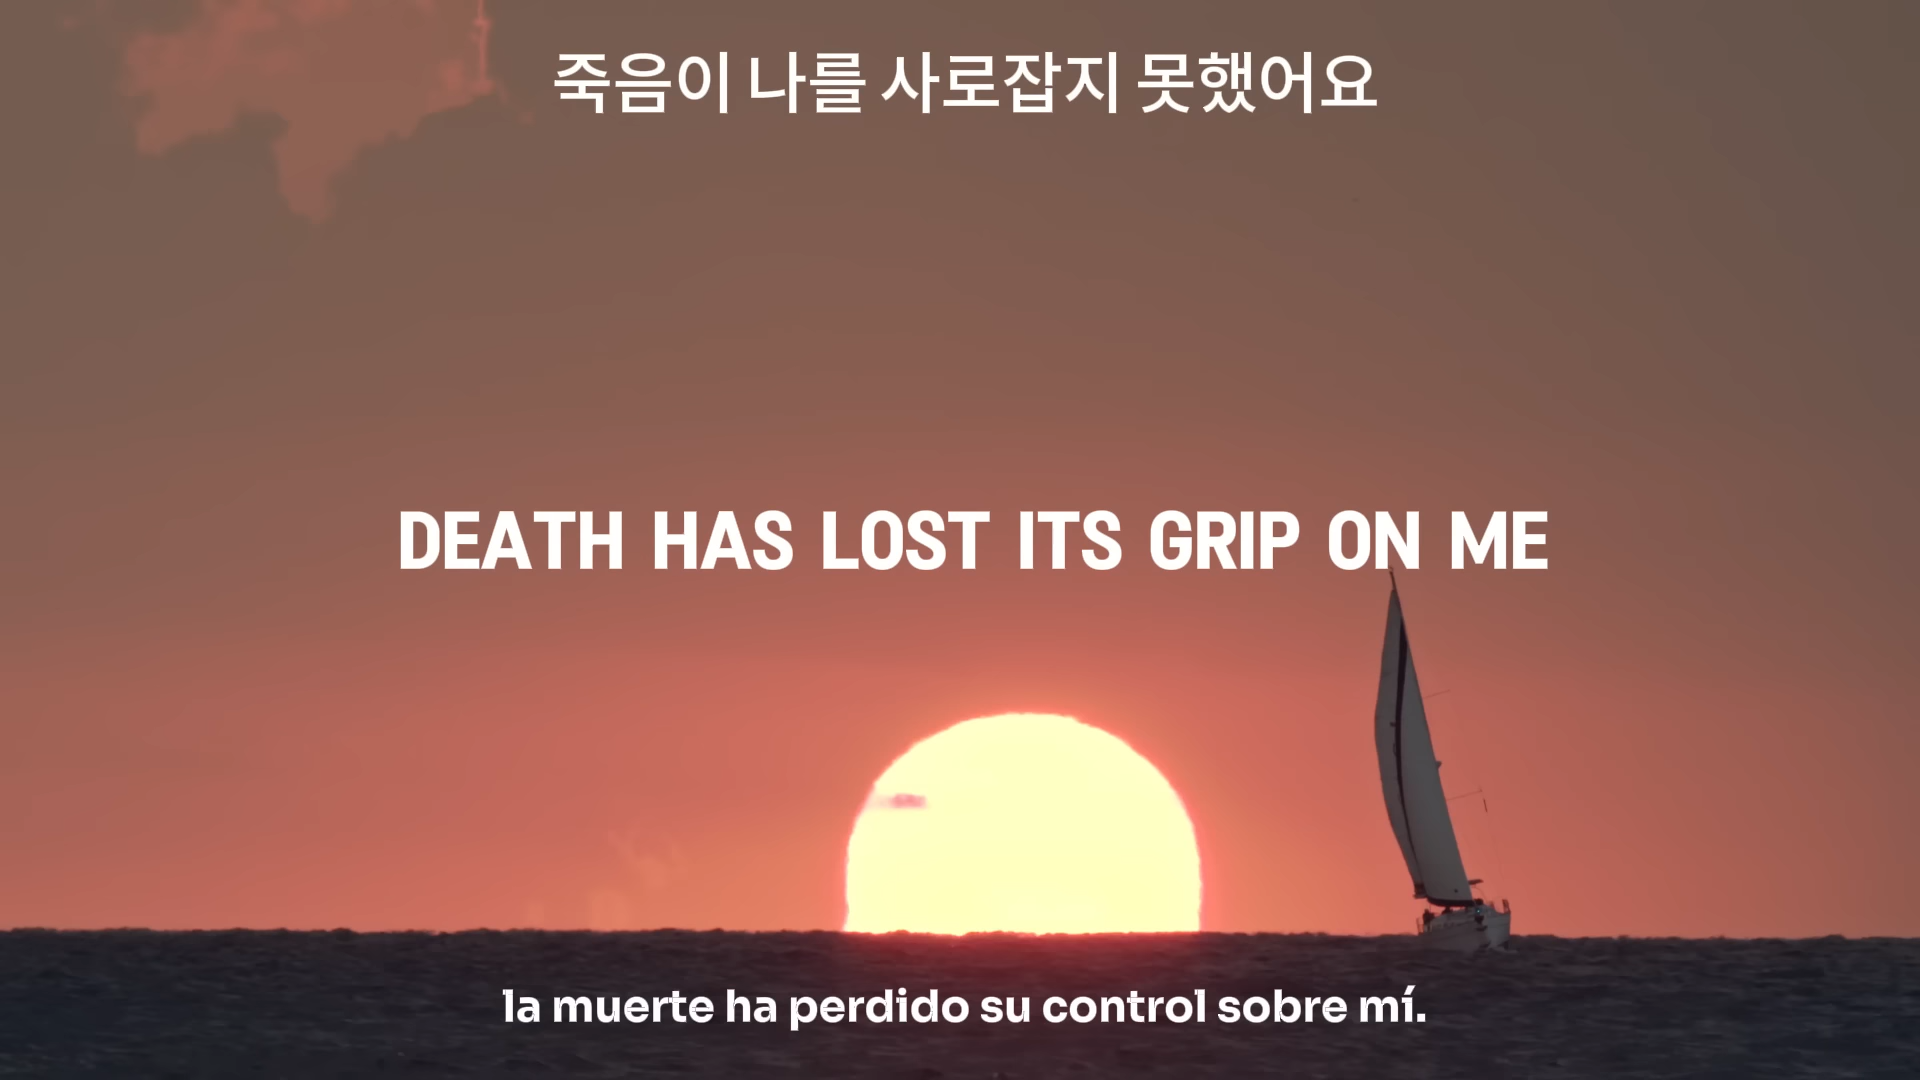 죽음이 나를 사로잡지 못했어요
DEATH HAS LOST ITS GRIP ON ME
la muerte ha perdido su control sobre mí.